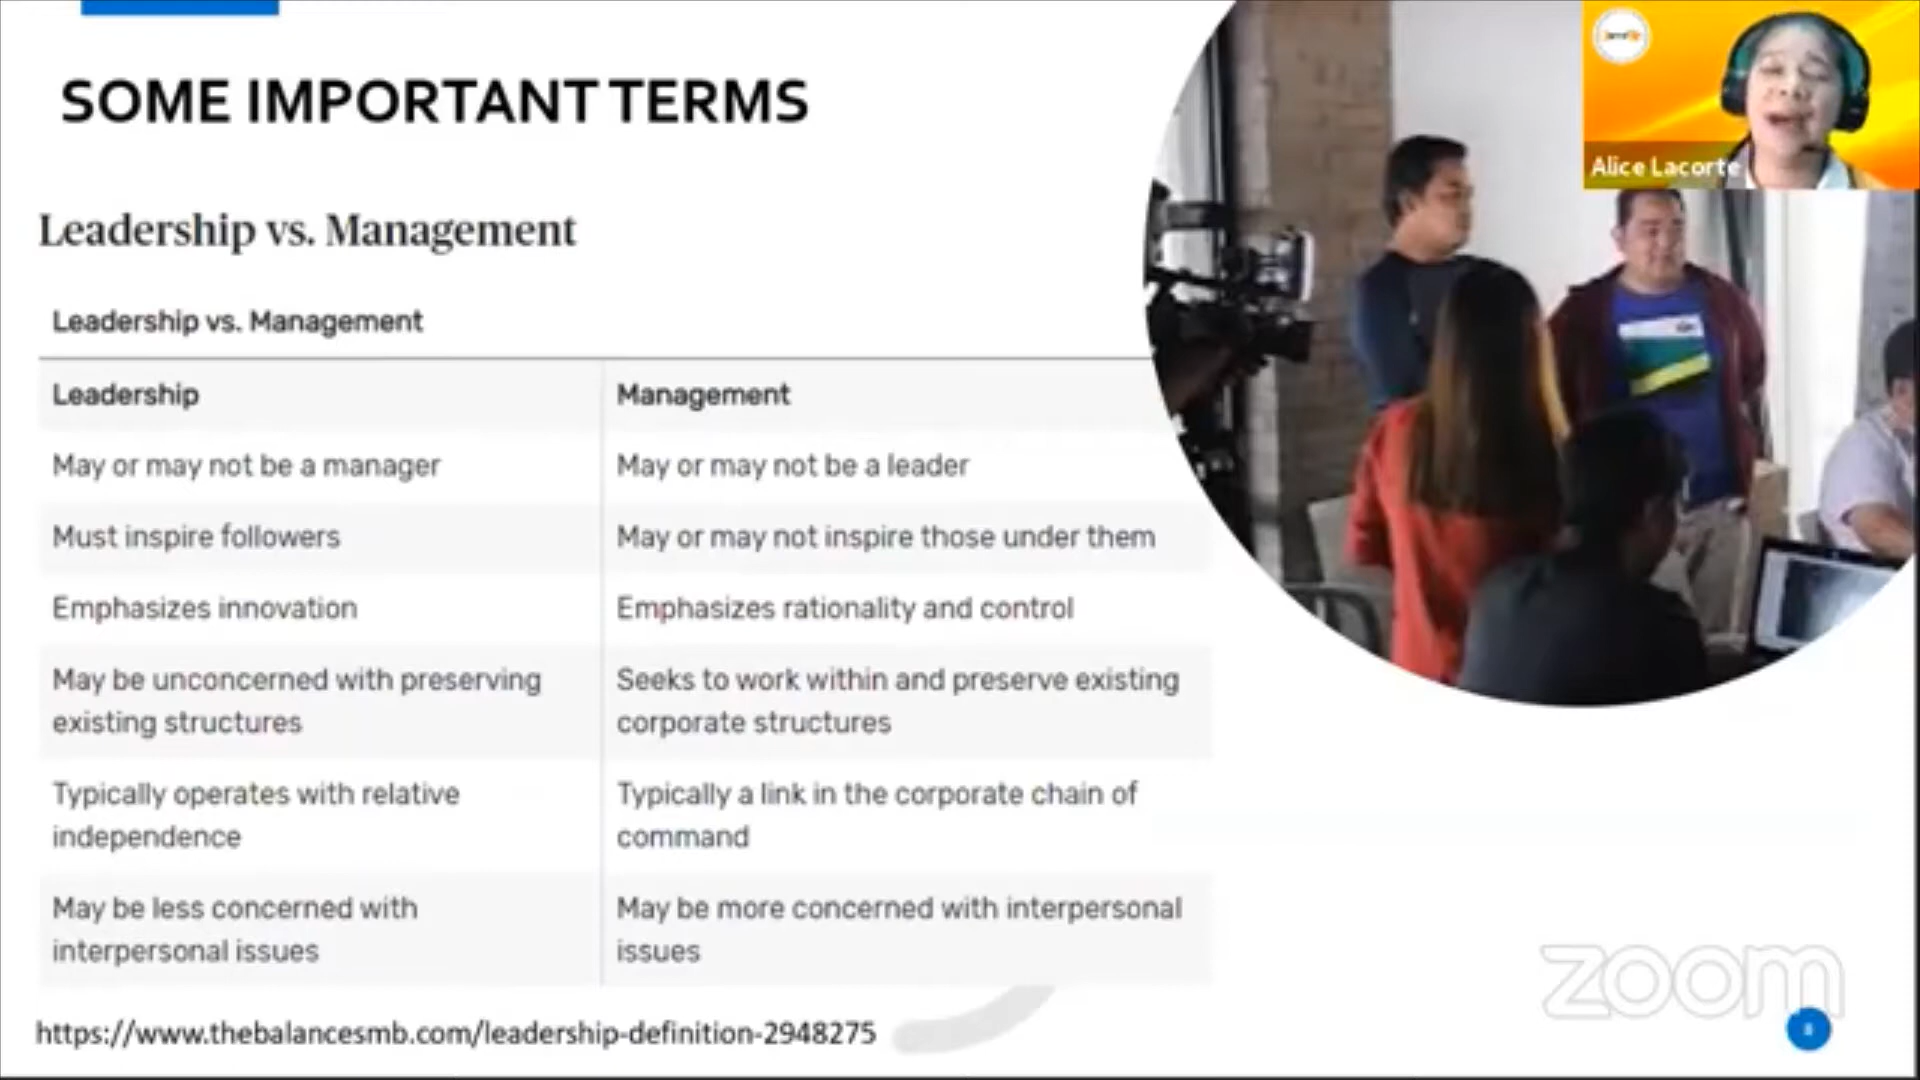 SOME IMPORTANT TERMS
Alice Lacorte
Leadership vs. Management
Leadership vs. Management
Leadership
Management
May or may not be a manager
May or may not be a leader
Must inspire followers
May or may not inspire those under them
Emphasizes innovation
Emphasizes rationality and control
May be unconcerned with preserving
existing structures
Seeks to work within and preserve existing
corporate structures
Typically operates with relative
independence
Typically a link in the corporate chain of
command
May be less concerned with
interpersonal issues
May be more concerned with interpersonal
issues
zoom
https://www.thebalancesmb.com/leadership-definition-2948275